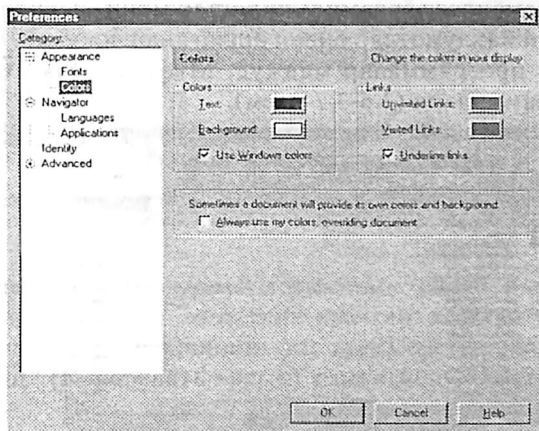 Preferences
Category:
Appearance
Fonts
Colors
Navigator
Languages
Applications
Identity
Advanced
Colors
Change the colors in your display
Colors
Text:
Background:
Use Windows colors
Links
Unvisited Links:
Visited Links:
Underline links
Sometimes a document will provide its own colors and background
Always use my colors, overriding document
OK
Cancel
Help